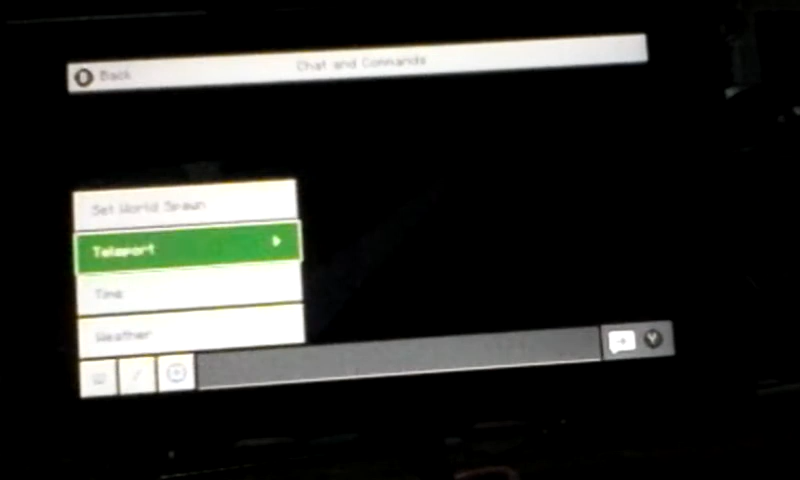 B Back
Chat and Commands
Set World Spawn
Teleport
Time
Weather
Y